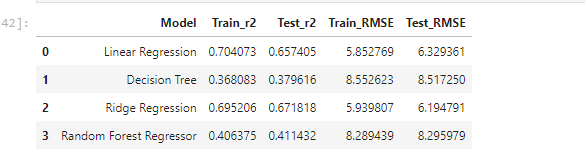 42]:
Model Train_r2 Test_r2 Train_RMSE Test_RMSE
0 Linear Regression 0.704073 0.657405 5.852769 6.329361
1 Decision Tree 0.368083 0.379616 8.552623 8.517250
2 Ridge Regression 0.695206 0.671818 5.939807 6.194791
3 Random Forest Regressor 0.406375 0.411432 8.289439 8.295979